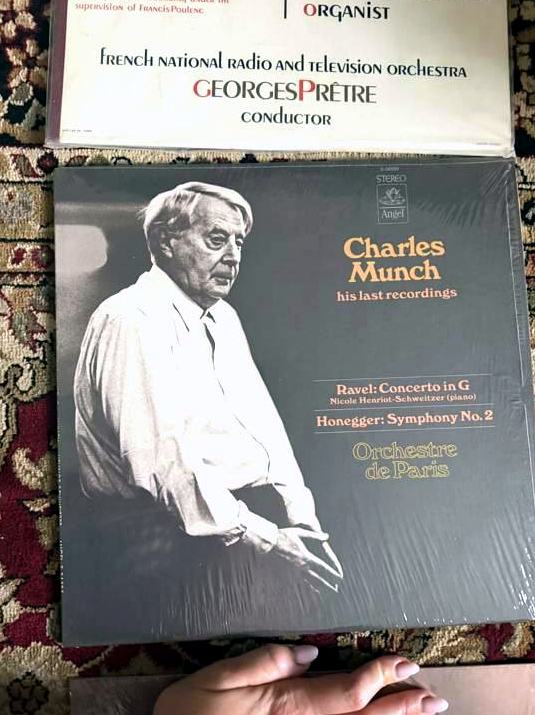 supervision of FRANCIS POULENC
ORGANIST
FRENCH NATIONAL RADIO AND TELEVISION ORCHESTRA
GEORGES PRÊTRE
CONDUCTOR
STEREO
Angel
Charles
Munch
his last recordings
Ravel: Concerto in G
Nicole Henriot-Schweitzer (piano)
Honegger: Symphony No. 2
Orchestre
de Paris